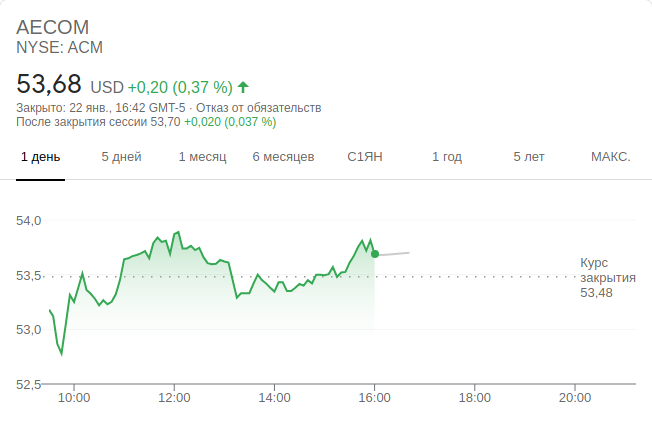 AECOM
NYSE: ACM
53,68 USD +0,20 (0,37 %)
Закрыто: 22 янв., 16:42 GMT-5 · Отказ от обязательств
После закрытия сессии 53,70 +0,020 (0,037 %)
1 день 5 дней 1 месяц 6 месяцев С1ЯН 1 год 5 лет МАКС.
54,0
53,5
Курс
закрытия
53,48
53,0
52,5
10:00 12:00 14:00 16:00 18:00 20:00